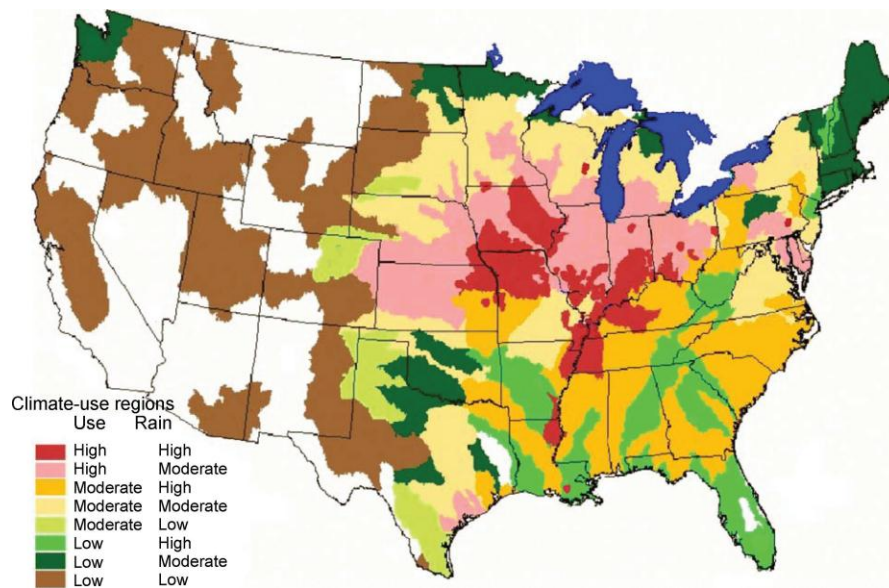 Climate-use regions
Use Rain
High High
High Moderate
Moderate High
Moderate Moderate
Moderate Low
Low High
Low Moderate
Low Low